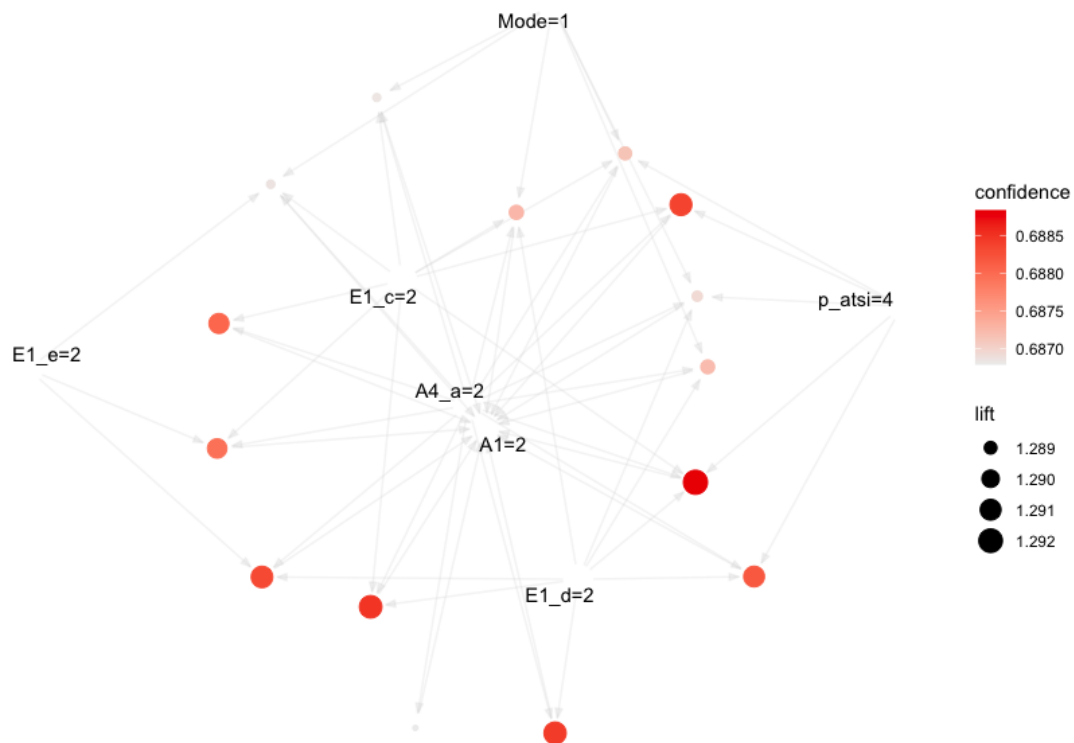 Mode=1
E1_c=2
p_atsi=4
E1_e=2
A4_a=2
A1=2
E1_d=2
confidence
0.6885
0.6880
0.6875
0.6870
lift
1.289
1.290
1.291
1.292